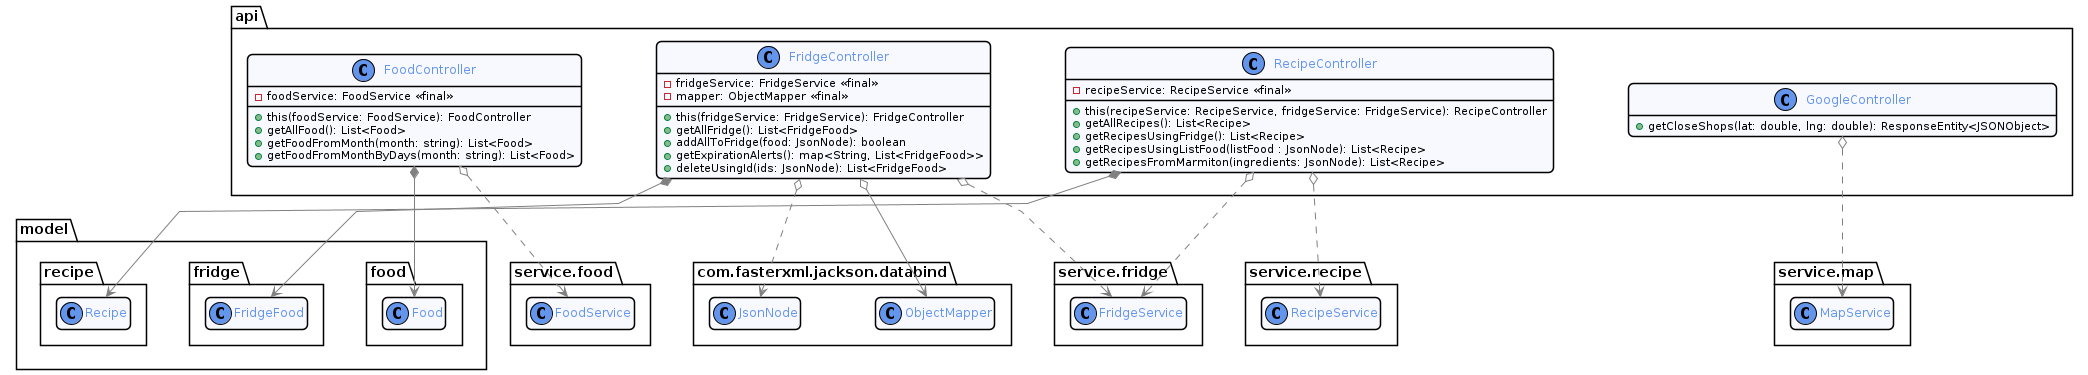 api
C FoodController
foodService: FoodService «final»
this(foodService: FoodService): FoodController
getAllFood(): List<Food>
getFoodFromMonth(month: string): List<Food>
getFoodFromMonthByDays(month: string): List<Food>
C FridgeController
fridgeService: FridgeService «final»
mapper: ObjectMapper «final»
this(fridgeService: FridgeService): FridgeController
getAllFridge(): List<FridgeFood>
addAllToFridge(food: JsonNode): boolean
getExpirationAlerts(): map<String, List<FridgeFood>>
deleteUsingId(ids: JsonNode): List<FridgeFood>
C RecipeController
recipeService: RecipeService «final»
this(recipeService: RecipeService, fridgeService: FridgeService): RecipeController
getAllRecipes(): List<Recipe>
getRecipesUsingFridge(): List<Recipe>
getRecipesUsingListFood(listFood : JsonNode): List<Recipe>
getRecipesFromMarmiton(ingredients: JsonNode): List<Recipe>
C GoogleController
getCloseShops(lat: double, lng: double): ResponseEntity<JSONObject>
model
recipe
C Recipe
fridge
C FridgeFood
food
C Food
service.food
C FoodService
com.fasterxml.jackson.databind
C JsonNode
C ObjectMapper
service.fridge
C FridgeService
service.recipe
C RecipeService
service.map
C MapService